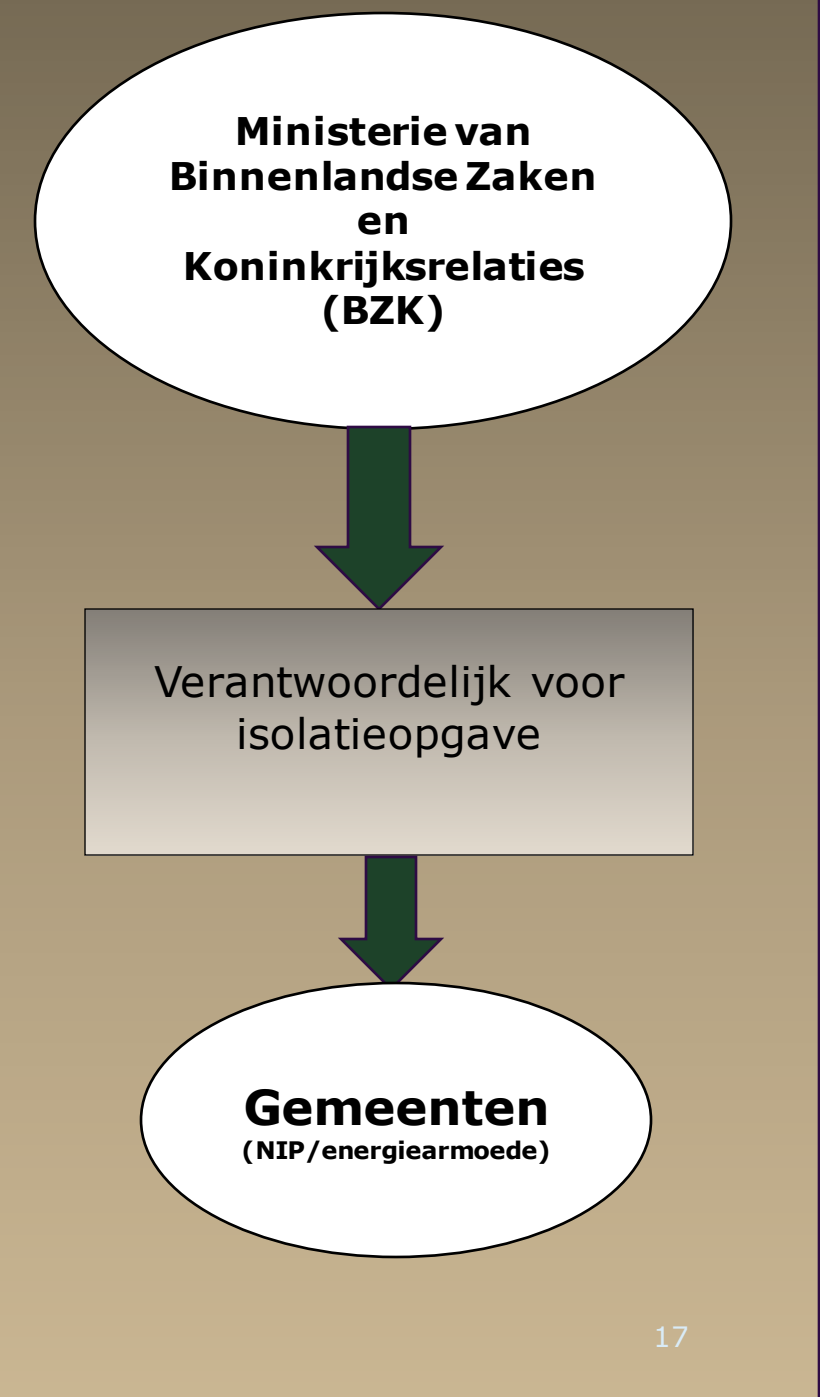 Ministerie van
Binnenlandse Zaken
en
Koninkrijksrelaties
(BZK)
Verantwoordelijk voor
isolatieopgave
Gemeenten
(NIP/energiearmoede)
17